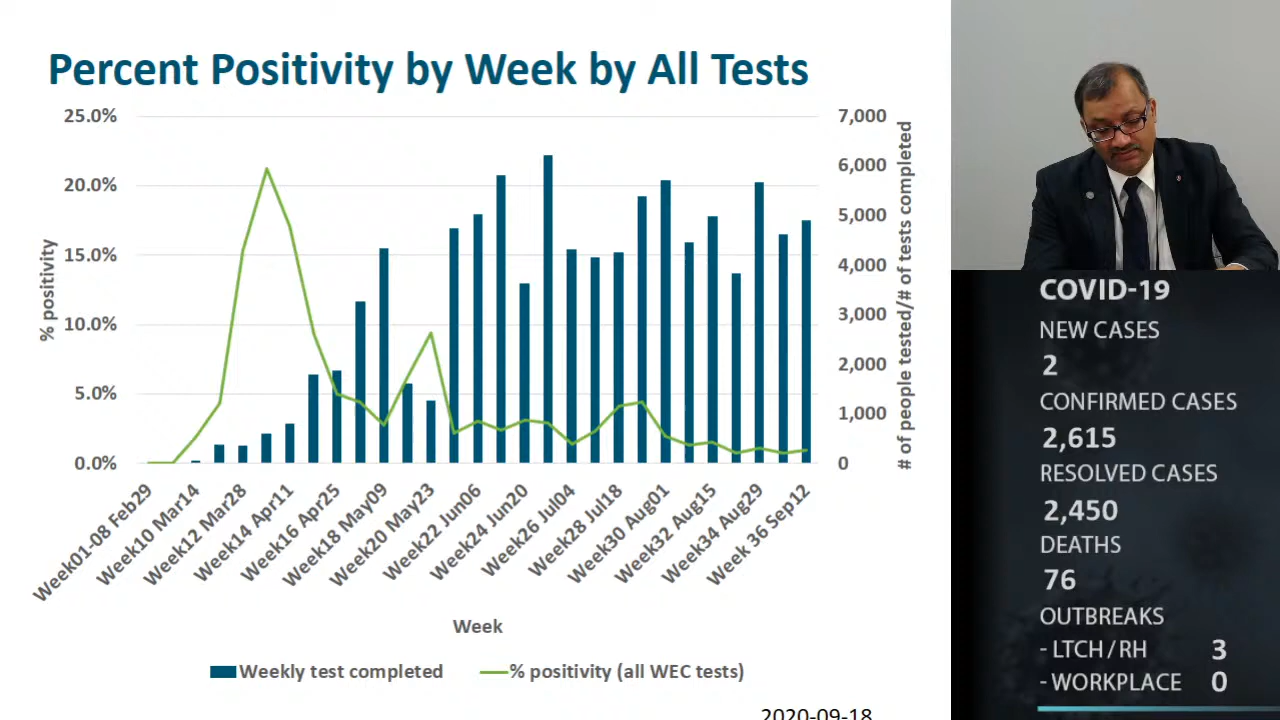 Percent Positivity by Week by All Tests
25.0%
20.0%
15.0%
10.0%
5.0%
0.0%
% positivity
7,000
6,000
5,000
4,000
3,000
2,000
1,000
0
# of people tested/# of tests completed
Week01-08 Feb29
Week10 Mar14
Week12 Mar28
Week14 Apr11
Week16 Apr25
Week18 May09
Week20 May23
Week22 Jun06
Week24 Jun20
Week26 Jul04
Week28 Jul18
Week30 Aug01
Week32 Aug15
Week34 Aug29
Week 36 Sep12
Week
Weekly test completed
% positivity (all WEC tests)
2020-09-18
COVID-19
NEW CASES
2
CONFIRMED CASES
2,615
RESOLVED CASES
2,450
DEATHS
76
OUTBREAKS
- LTCH / RH 3
- WORKPLACE 0